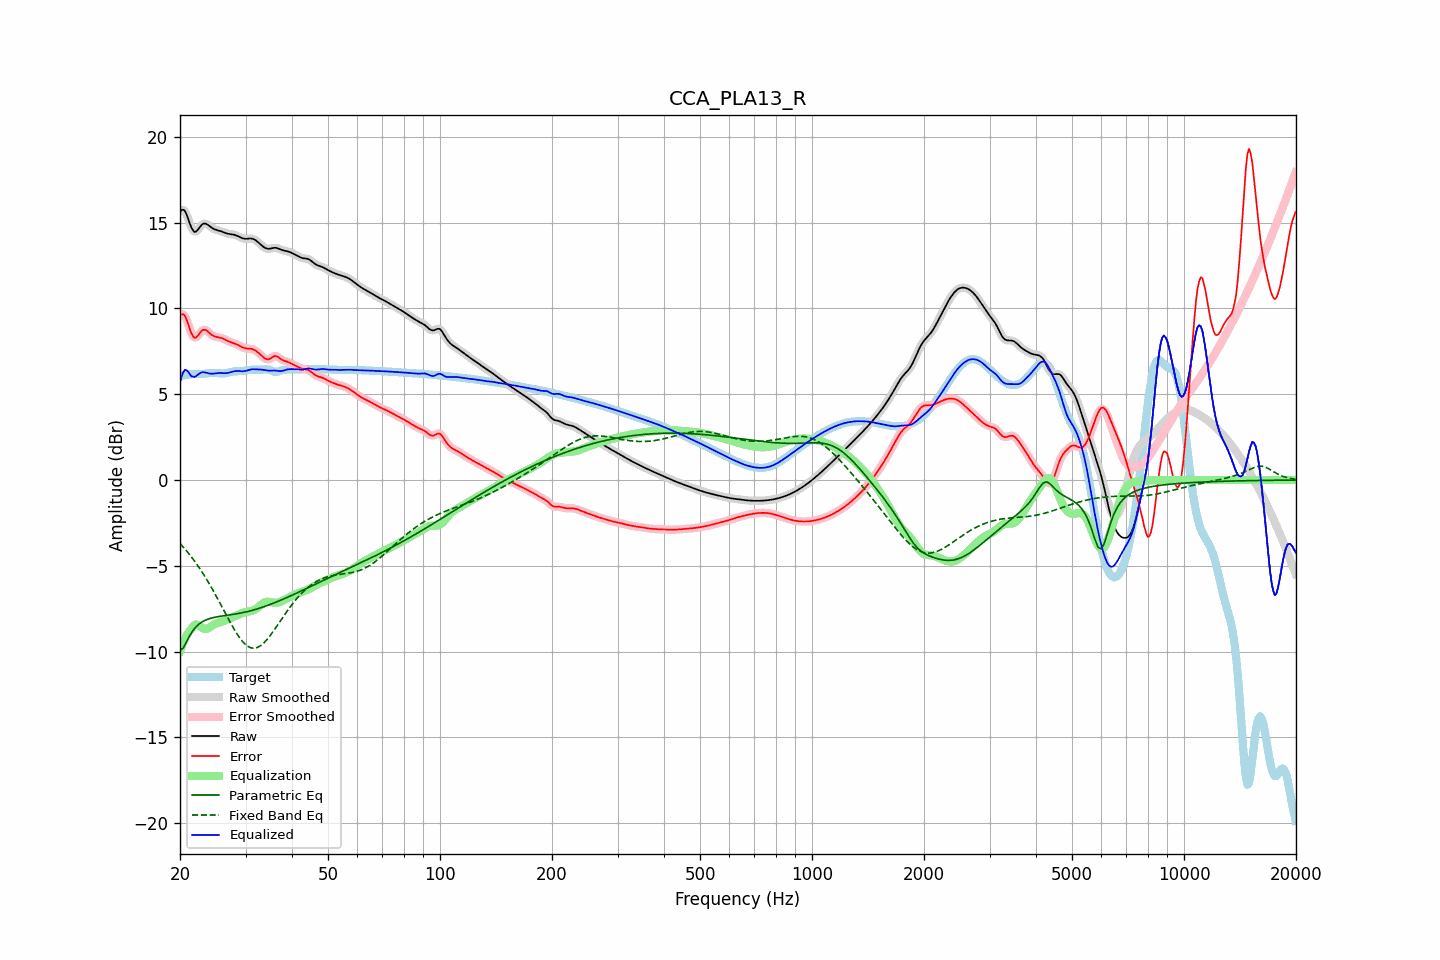 CCA_PLA13_R
Amplitude (dBr)
20
15
10
5
0
−5
−10
−15
−20
Target
Raw Smoothed
Error Smoothed
Raw
Error
Equalization
Parametric Eq
Fixed Band Eq
Equalized
20 50 100 200 500 1000 2000 5000 10000 20000
Frequency (Hz)